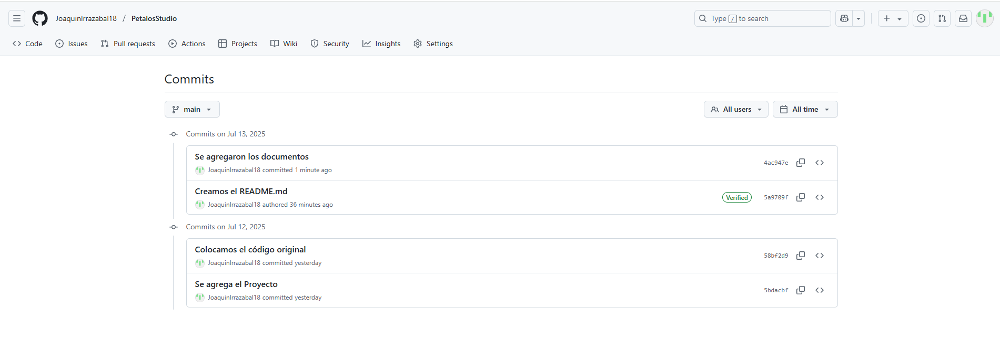 JoaquinIrrazabal18 / PetalosStudio
Type / to search
Code Issues Pull requests Actions Projects Wiki Security Insights Settings
Commits
main
All users All time
Commits on Jul 13, 2025
Se agregaron los documentos
JoaquinIrrazabal18 committed 1 minute ago
4ac947e
Creamos el README.md
JoaquinIrrazabal18 authored 36 minutes ago
Verified 5a9709f
Commits on Jul 12, 2025
Colocamos el código original
JoaquinIrrazabal18 committed yesterday
58bf2d9
Se agrega el Proyecto
JoaquinIrrazabal18 committed yesterday
5bdacbf